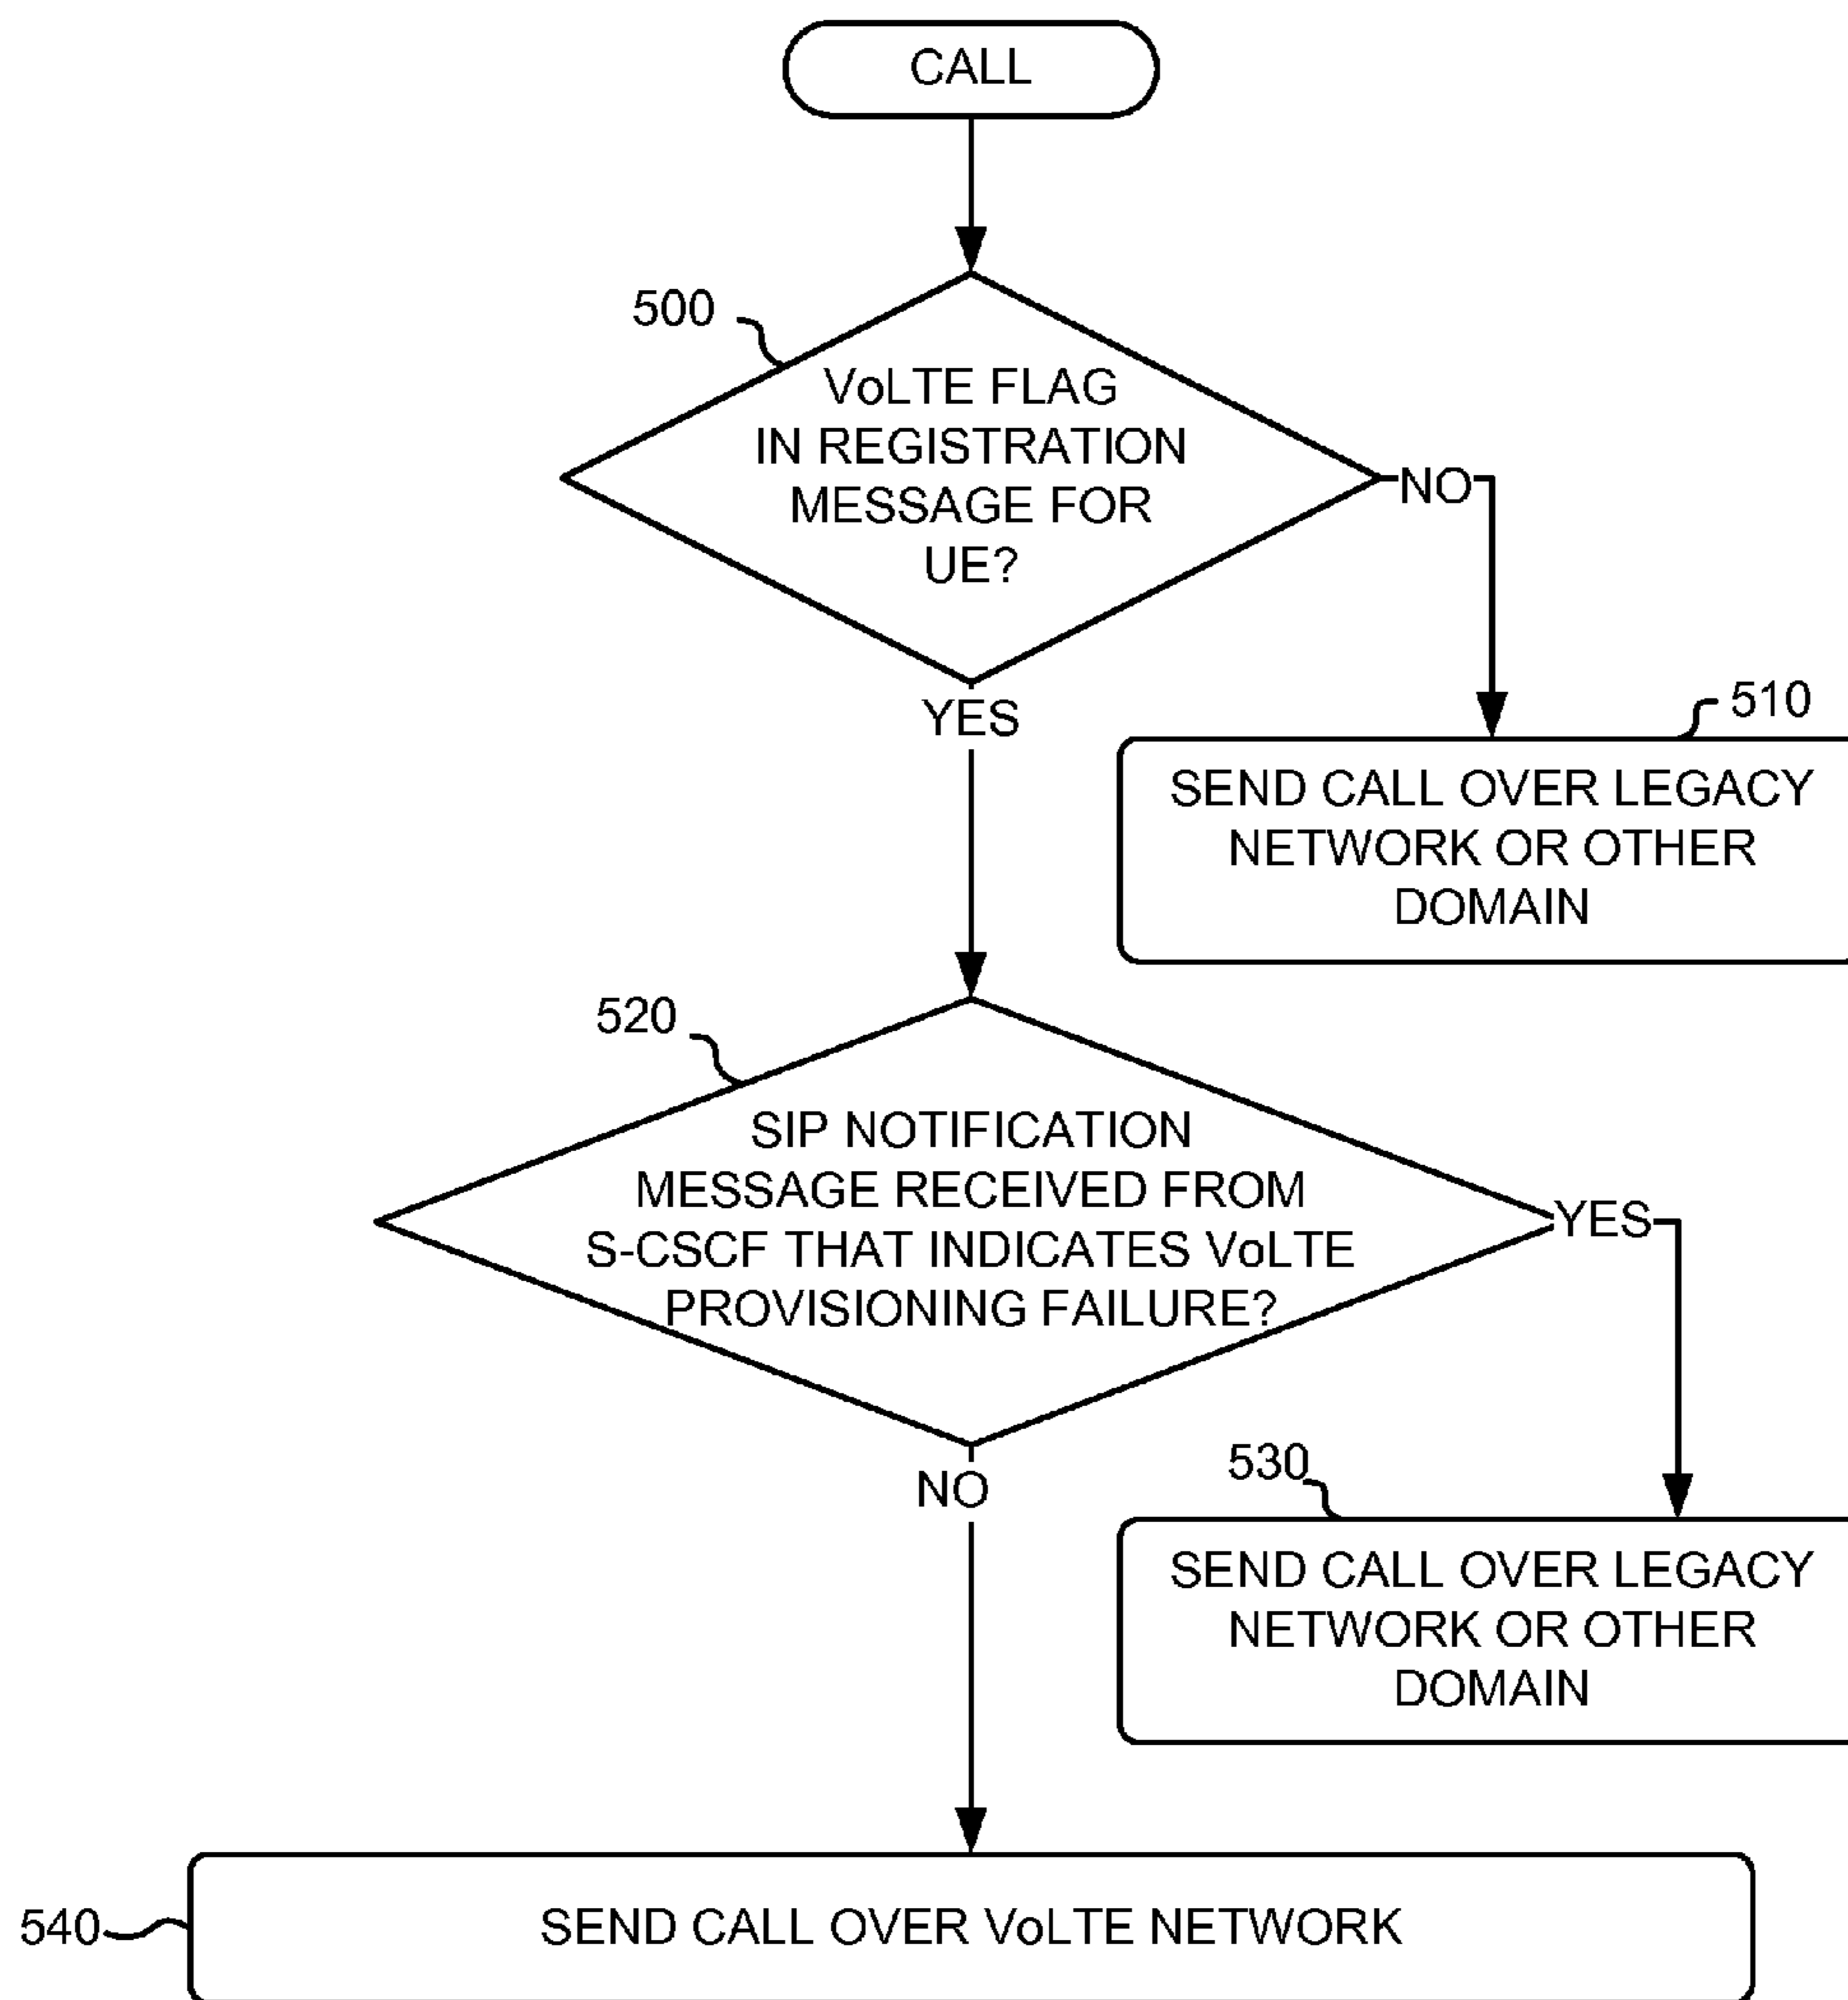 CALL
500
VoLTE FLAG
IN REGISTRATION
MESSAGE FOR
UE?
NO
YES
510
SEND CALL OVER LEGACY
NETWORK OR OTHER
DOMAIN
520
SIP NOTIFICATION
MESSAGE RECEIVED FROM
S-CSCF THAT INDICATES VoLTE
PROVISIONING FAILURE?
YES
NO
530
SEND CALL OVER LEGACY
NETWORK OR OTHER
DOMAIN
540
SEND CALL OVER VoLTE NETWORK